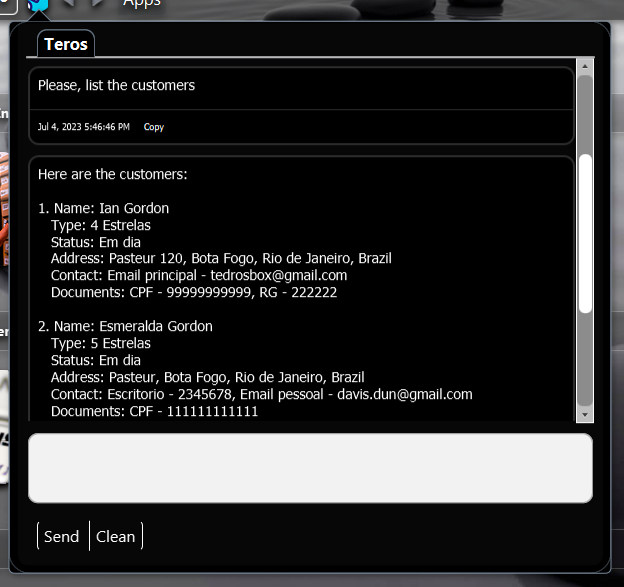 Apps
Teros
Please, list the customers
Jul 4, 2023 5:46:46 PM Copy
Here are the customers:
1. Name: Ian Gordon
Type: 4 Estrelas
Status: Em dia
Address: Pasteur 120, Bota Fogo, Rio de Janeiro, Brazil
Contact: Email principal - tedrosbox@gmail.com
Documents: CPF - 99999999999, RG - 222222
2. Name: Esmeralda Gordon
Type: 5 Estrelas
Status: Em dia
Address: Pasteur, Bota Fogo, Rio de Janeiro, Brazil
Contact: Escritorio - 2345678, Email pessoal - davis.dun@gmail.com
Documents: CPF - 111111111111
Send Clean